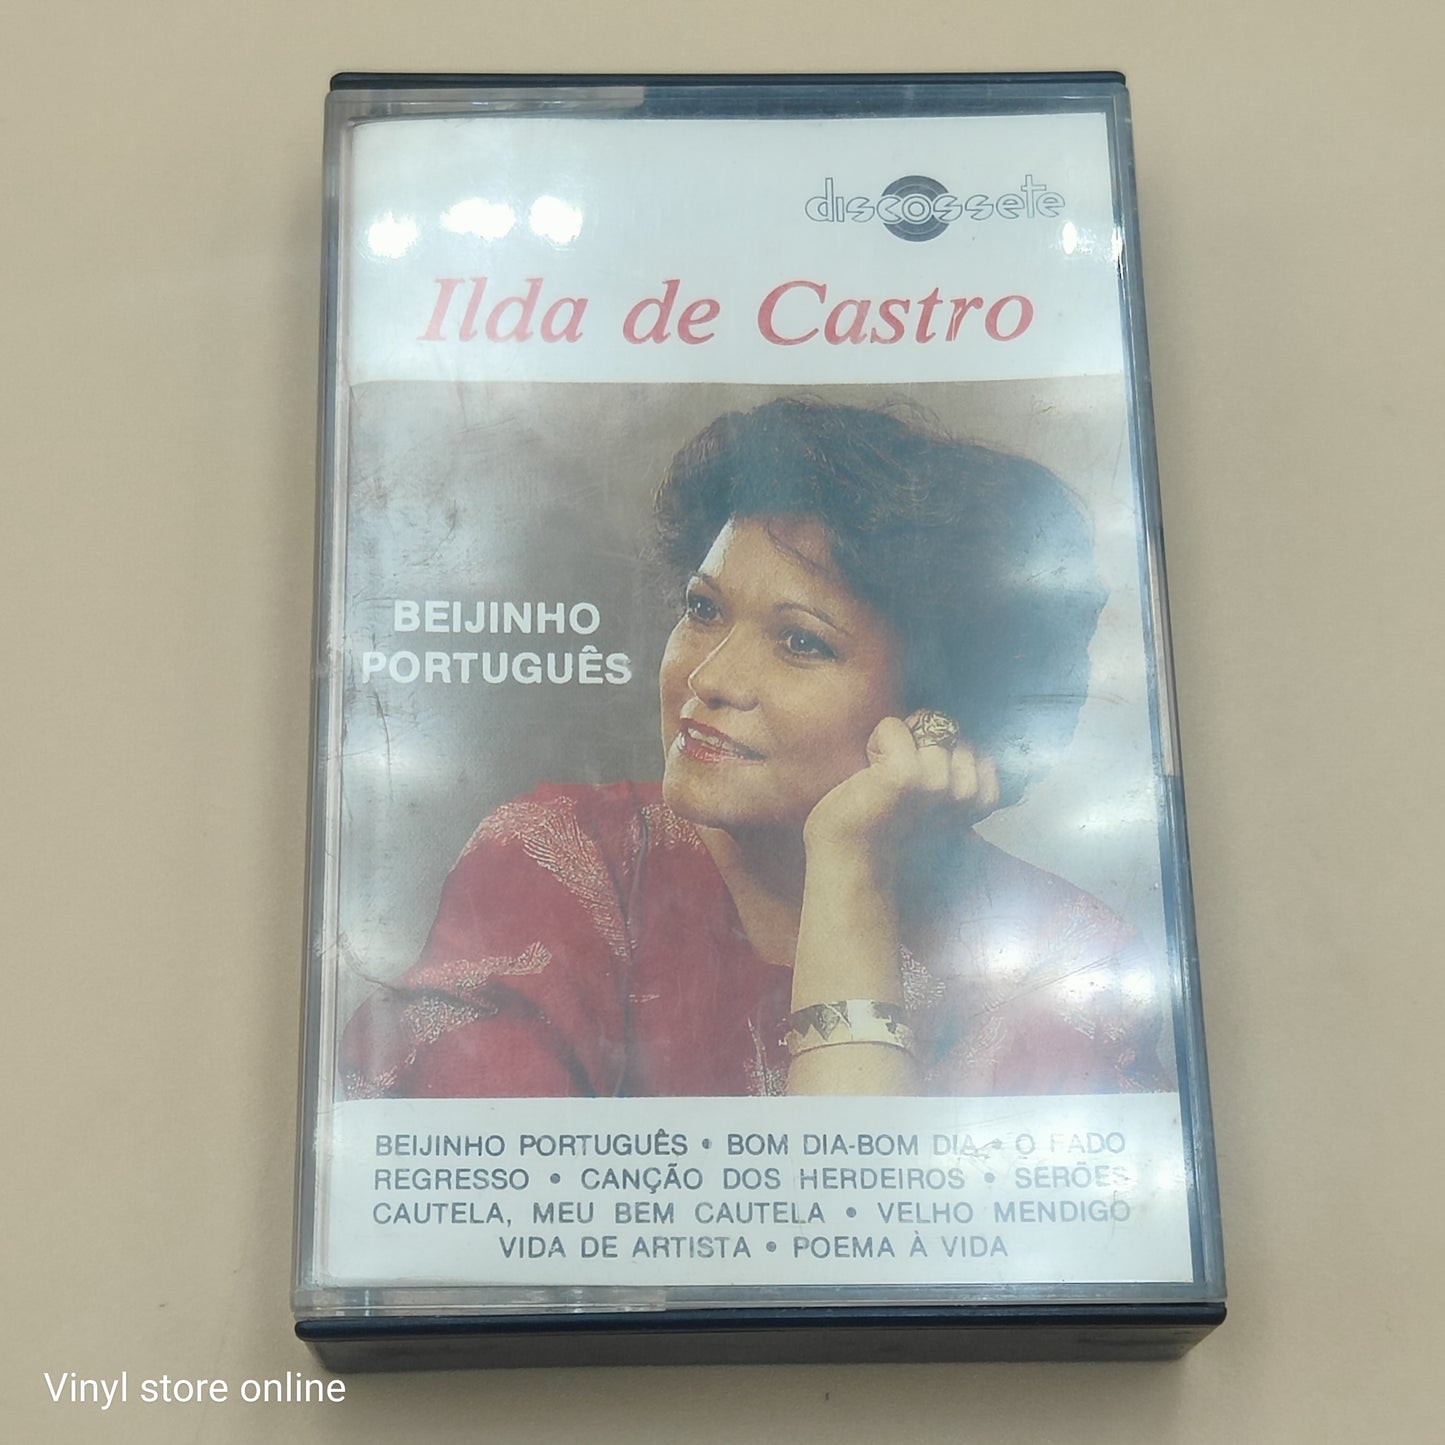 discossete
Ilda de Castro
BEIJINHO
PORTUGUÊS
BEIJINHO PORTUGUÊS • BOM DIA-BOM DIA • O FADO
REGRESSO • CANÇÃO DOS HERDEIROS • SERÕES
CAUTELA, MEU BEM CAUTELA • VELHO MENDIGO
VIDA DE ARTISTA • POEMA À VIDA
Vinyl store online